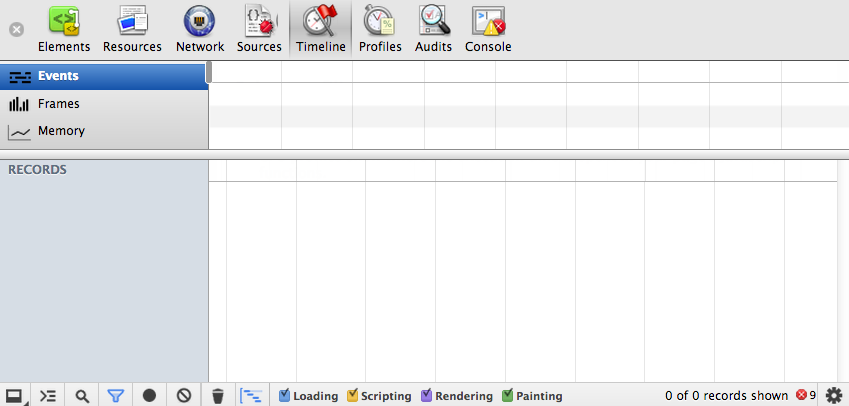 Elements Resources Network Sources Timeline Profiles Audits Console
Events
Frames
Memory
RECORDS
Loading Scripting Rendering Painting 0 of 0 records shown 9